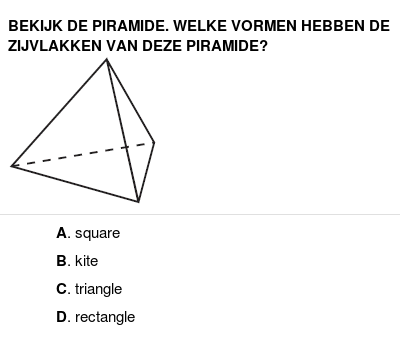 BEKIJK DE PIRAMIDE. WELKE VORMEN HEBBEN DE
ZIJVLAKKEN VAN DEZE PIRAMIDE?
A. square
B. kite
C. triangle
D. rectangle